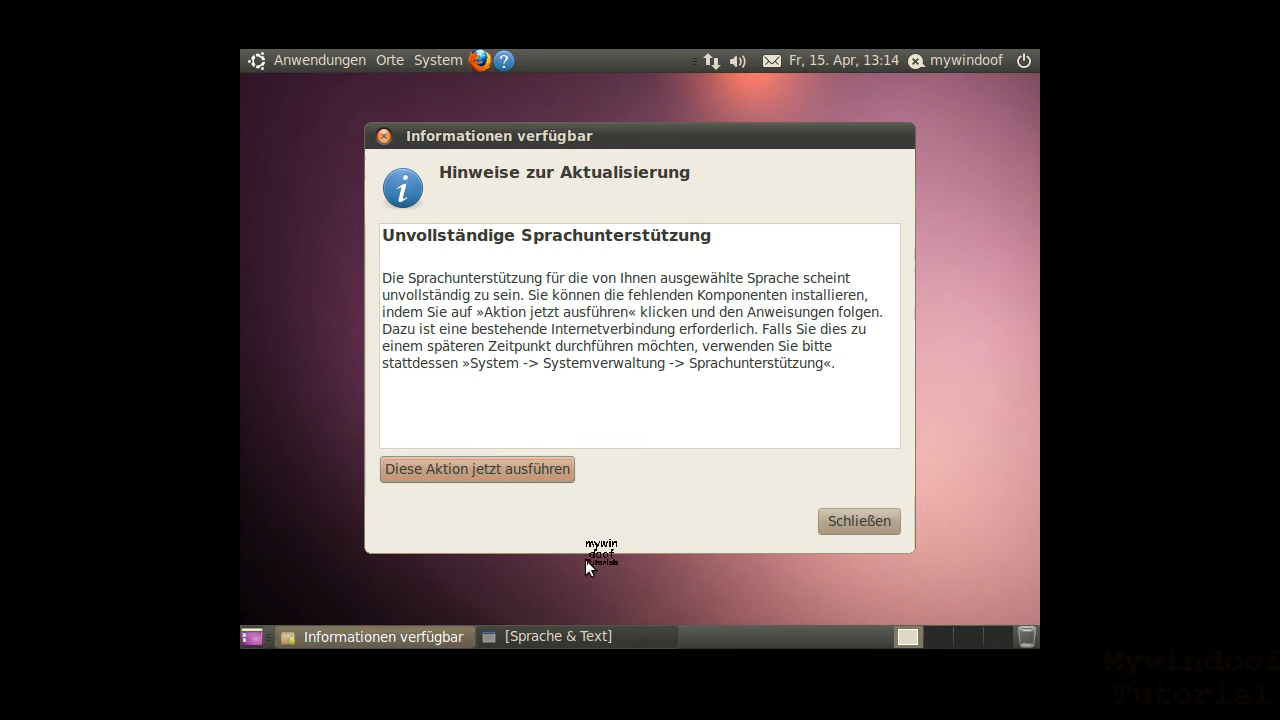 Anwendungen Orte System ? Fr, 15. Apr, 13:14 mywindoof
Informationen verfügbar
i Hinweise zur Aktualisierung
Unvollständige Sprachunterstützung
Die Sprachunterstützung für die von Ihnen ausgewählte Sprache scheint
unvollständig zu sein. Sie können die fehlenden Komponenten installieren,
indem Sie auf »Aktion jetzt ausführen« klicken und den Anweisungen folgen.
Dazu ist eine bestehende Internetverbindung erforderlich. Falls Sie dies zu
einem späteren Zeitpunkt durchführen möchten, verwenden Sie bitte
stattdessen »System -> Systemverwaltung -> Sprachunterstützung«.
Diese Aktion jetzt ausführen
Schließen
mywin
doof
Tutorials
Informationen verfügbar [Sprache & Text]
Mywindoof
Tutorial